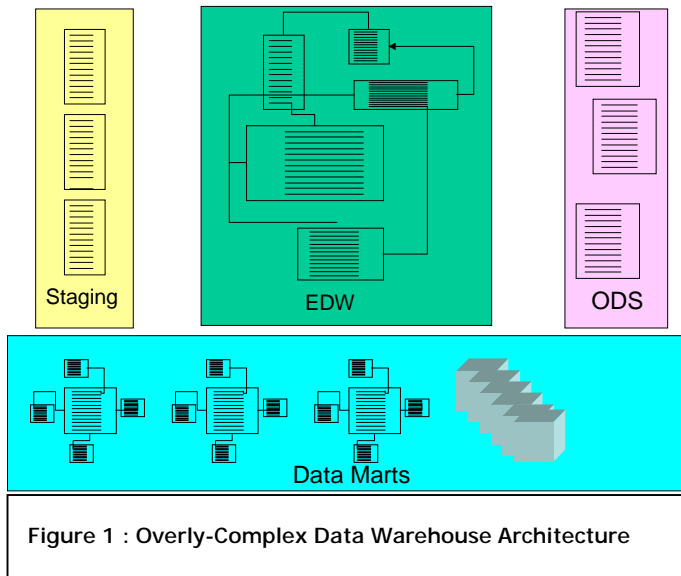 Staging
EDW
ODS
Data Marts
Figure 1 : Overly-Complex Data Warehouse Architecture